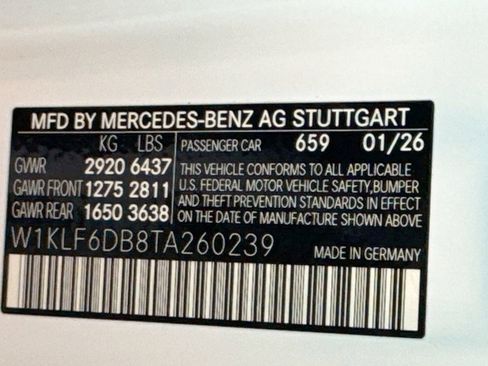 MFD BY MERCEDES-BENZ AG STUTTGART
KG LBS
GVWR 2920 6437
GAWR FRONT 1275 2811
GAWR REAR 1650 3638
PASSENGER CAR 659 01/26
THIS VEHICLE CONFORMS TO ALL APPLICABLE
U.S. FEDERAL MOTOR VEHICLE SAFETY,BUMPER
AND THEFT PREVENTION STANDARDS IN EFFECT
ON THE DATE OF MANUFACTURE SHOWN ABOVE
W1KLF6DB8TA260239
MADE IN GERMANY